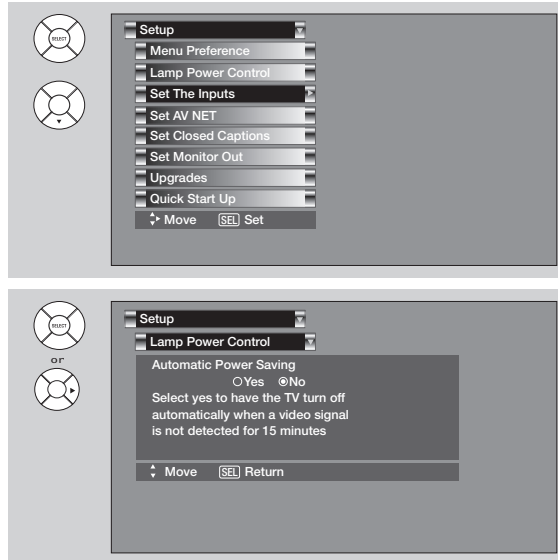 SELECT
Setup
Menu Preference
Lamp Power Control
Set The Inputs
Set AV NET
Set Closed Captions
Set Monitor Out
Upgrades
Quick Start Up
Move SEL Set
SELECT
or
Setup
Lamp Power Control
Automatic Power Saving
Yes No
Select yes to have the TV turn off
automatically when a video signal
is not detected for 15 minutes
Move SEL Return